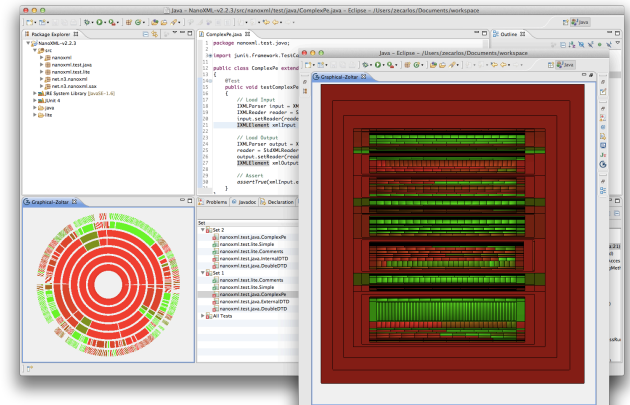 Java - NanoXML-v2.2.3/src/nanoxml/test/java/ComplexPe.java - Eclipse - /Users/zecarlos/Documents/workspace
Java
Package Explorer
NanoXML-v2.2.3
src
nanoxml
nanoxml.test.java
nanoxml.test.lite
net.n3.nanoxml
net.n3.nanoxml.sax
JRE System Library [JavaSE-1.6]
JUnit 4
java
lite
ComplexPe.java
1 package nanoxml.test.java;
import junit.framework.TestCa
public class ComplexPe extend
{
@Test
public void testComplexPe
{
// Load Input
IXMLParser input = XM
IXMLReader reader = S
input.setReader(reade
IXMLElement xmlInput
// Load Output
IXMLParser output = X
reader = StdXMLReader
output.setReader(read
IXMLElement xmlOutput
// Assert
assertTrue(xmlInput.e
}
Outline
Java - Eclipse - /Users/zecarlos/Documents/workspace
Java
Graphical-Zoltar
Graphical-Zoltar
Problems
Javadoc
Declaration
Set
Set 2
nanoxml.test.java.ComplexPe
nanoxml.test.lite.Simple
nanoxml.test.lite.Comments
nanoxml.test.java.InternalDTD
nanoxml.test.java.DoubleDTD
Set 1
nanoxml.test.lite.Comments
nanoxml.test.lite.Simple
nanoxml.test.java.ComplexPe
nanoxml.test.java.ExternalDTD
nanoxml.test.java.DoubleDTD
All Tests